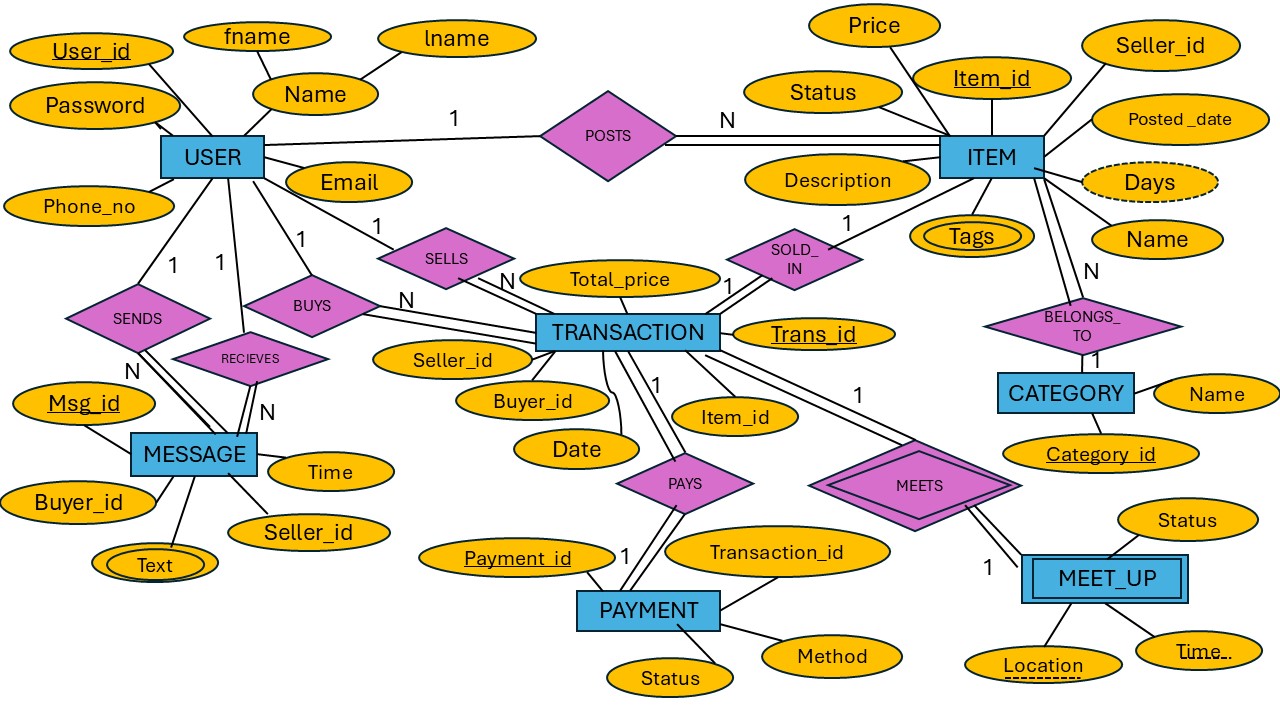 Price
fname
lname
User_id
Seller_id
Item_id
Name
Status
Password
1
N
Posted _date
POSTS
USER
ITEM
Description
Email
Days
Phone_no
1
1
Tags
Name
1
1
1
SELLS
SOLD_
IN
N
Total_price
1
N
BUYS
N
SENDS
BELONGS_
TO
TRANSACTION
Trans_id
RECIEVES
Seller_id
1
N
1
CATEGORY
Name
1
Msg_id
Buyer_id
N
Item_id
Date
Category_id
MESSAGE
Time
PAYS
MEETS
Buyer_id
Seller_id
Status
Payment_id
1
Transaction_id
Text
1
MEET_UP
PAYMENT
Time
Method
Location
Status